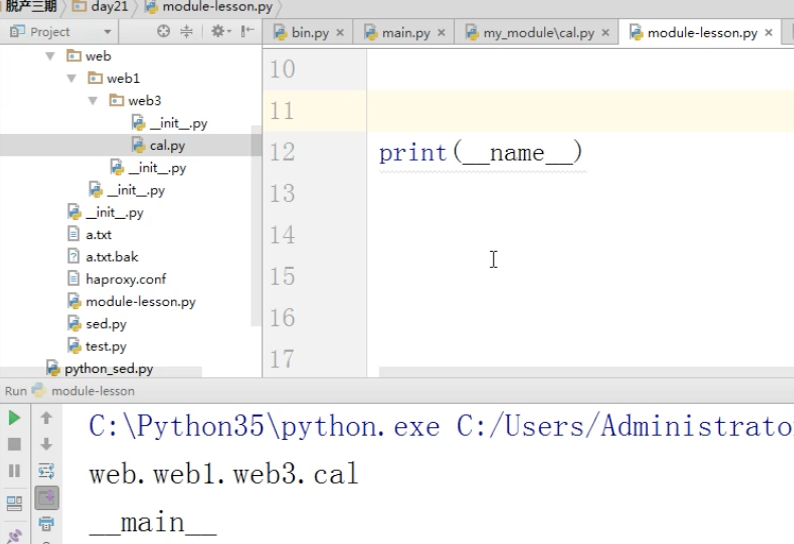 脱产三期 day21 module-lesson.py
Project
bin.py main.py my_module\cal.py module-lesson.py
web
web1
web3
__init__.py
cal.py
__init__.py
__init__.py
__init__.py
a.txt
a.txt.bak
haproxy.conf
module-lesson.py
sed.py
test.py
python_sed.py
10
11
12 print(__name__)
13
14
15
16
17
Run module-lesson
C:\Python35\python.exe C:/Users/Administrato
web.web1.web3.cal
__main__